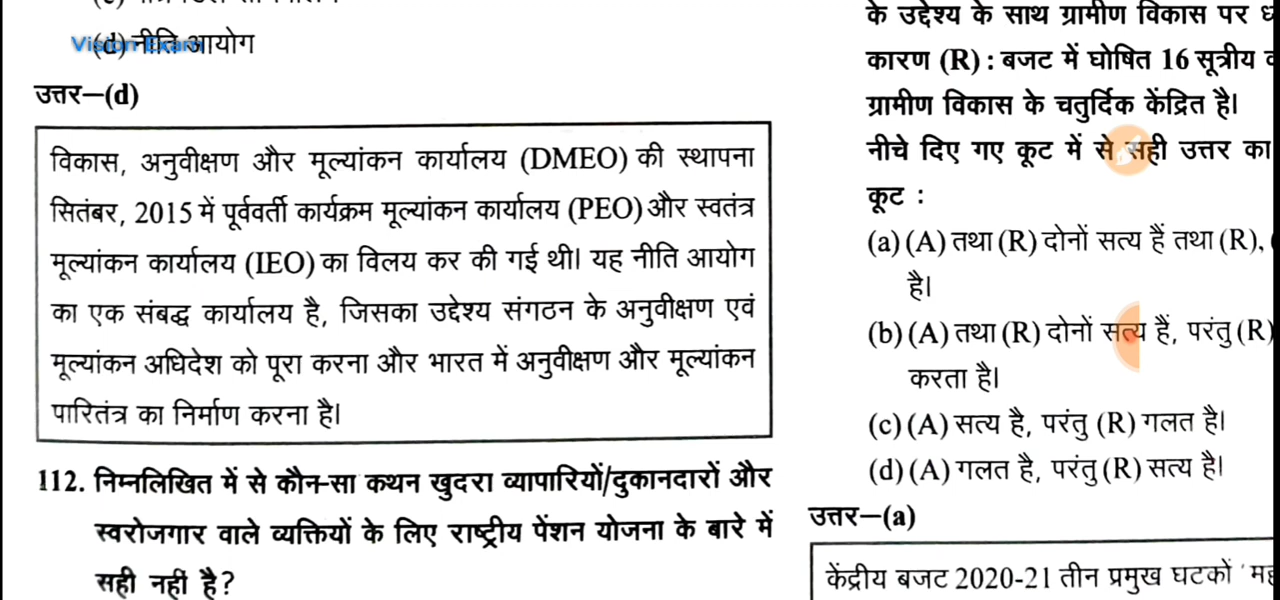 (d) नीति आयोग
Vision Exam
उत्तर–(d)
विकास, अनुवीक्षण और मूल्यांकन कार्यालय (DMEO) की स्थापना
सितंबर, 2015 में पूर्ववर्ती कार्यक्रम मूल्यांकन कार्यालय (PEO) और स्वतंत्र
मूल्यांकन कार्यालय (IEO) का विलय कर की गई थी। यह नीति आयोग
का एक संबद्ध कार्यालय है, जिसका उद्देश्य संगठन के अनुवीक्षण एवं
मूल्यांकन अधिदेश को पूरा करना और भारत में अनुवीक्षण और मूल्यांकन
पारितंत्र का निर्माण करना है।
112. निम्नलिखित में से कौन-सा कथन खुदरा व्यापारियों/दुकानदारों और
स्वरोजगार वाले व्यक्तियों के लिए राष्ट्रीय पेंशन योजना के बारे में
सही नहीं है?
के उद्देश्य के साथ ग्रामीण विकास पर
कारण (R) : बजट में घोषित 16 सूत्रीय
ग्रामीण विकास के चतुर्दिक केंद्रित है।
नीचे दिए गए कूट में से सही उत्तर का
कूट :
(a) (A) तथा (R) दोनों सत्य हैं तथा (R),
है।
(b) (A) तथा (R) दोनों सत्य हैं, परंतु (R)
करता है।
(c) (A) सत्य है, परंतु (R) गलत है।
(d) (A) गलत है, परंतु (R) सत्य है।
उत्तर–(a)
केंद्रीय बजट 2020-21 तीन प्रमुख घटकों